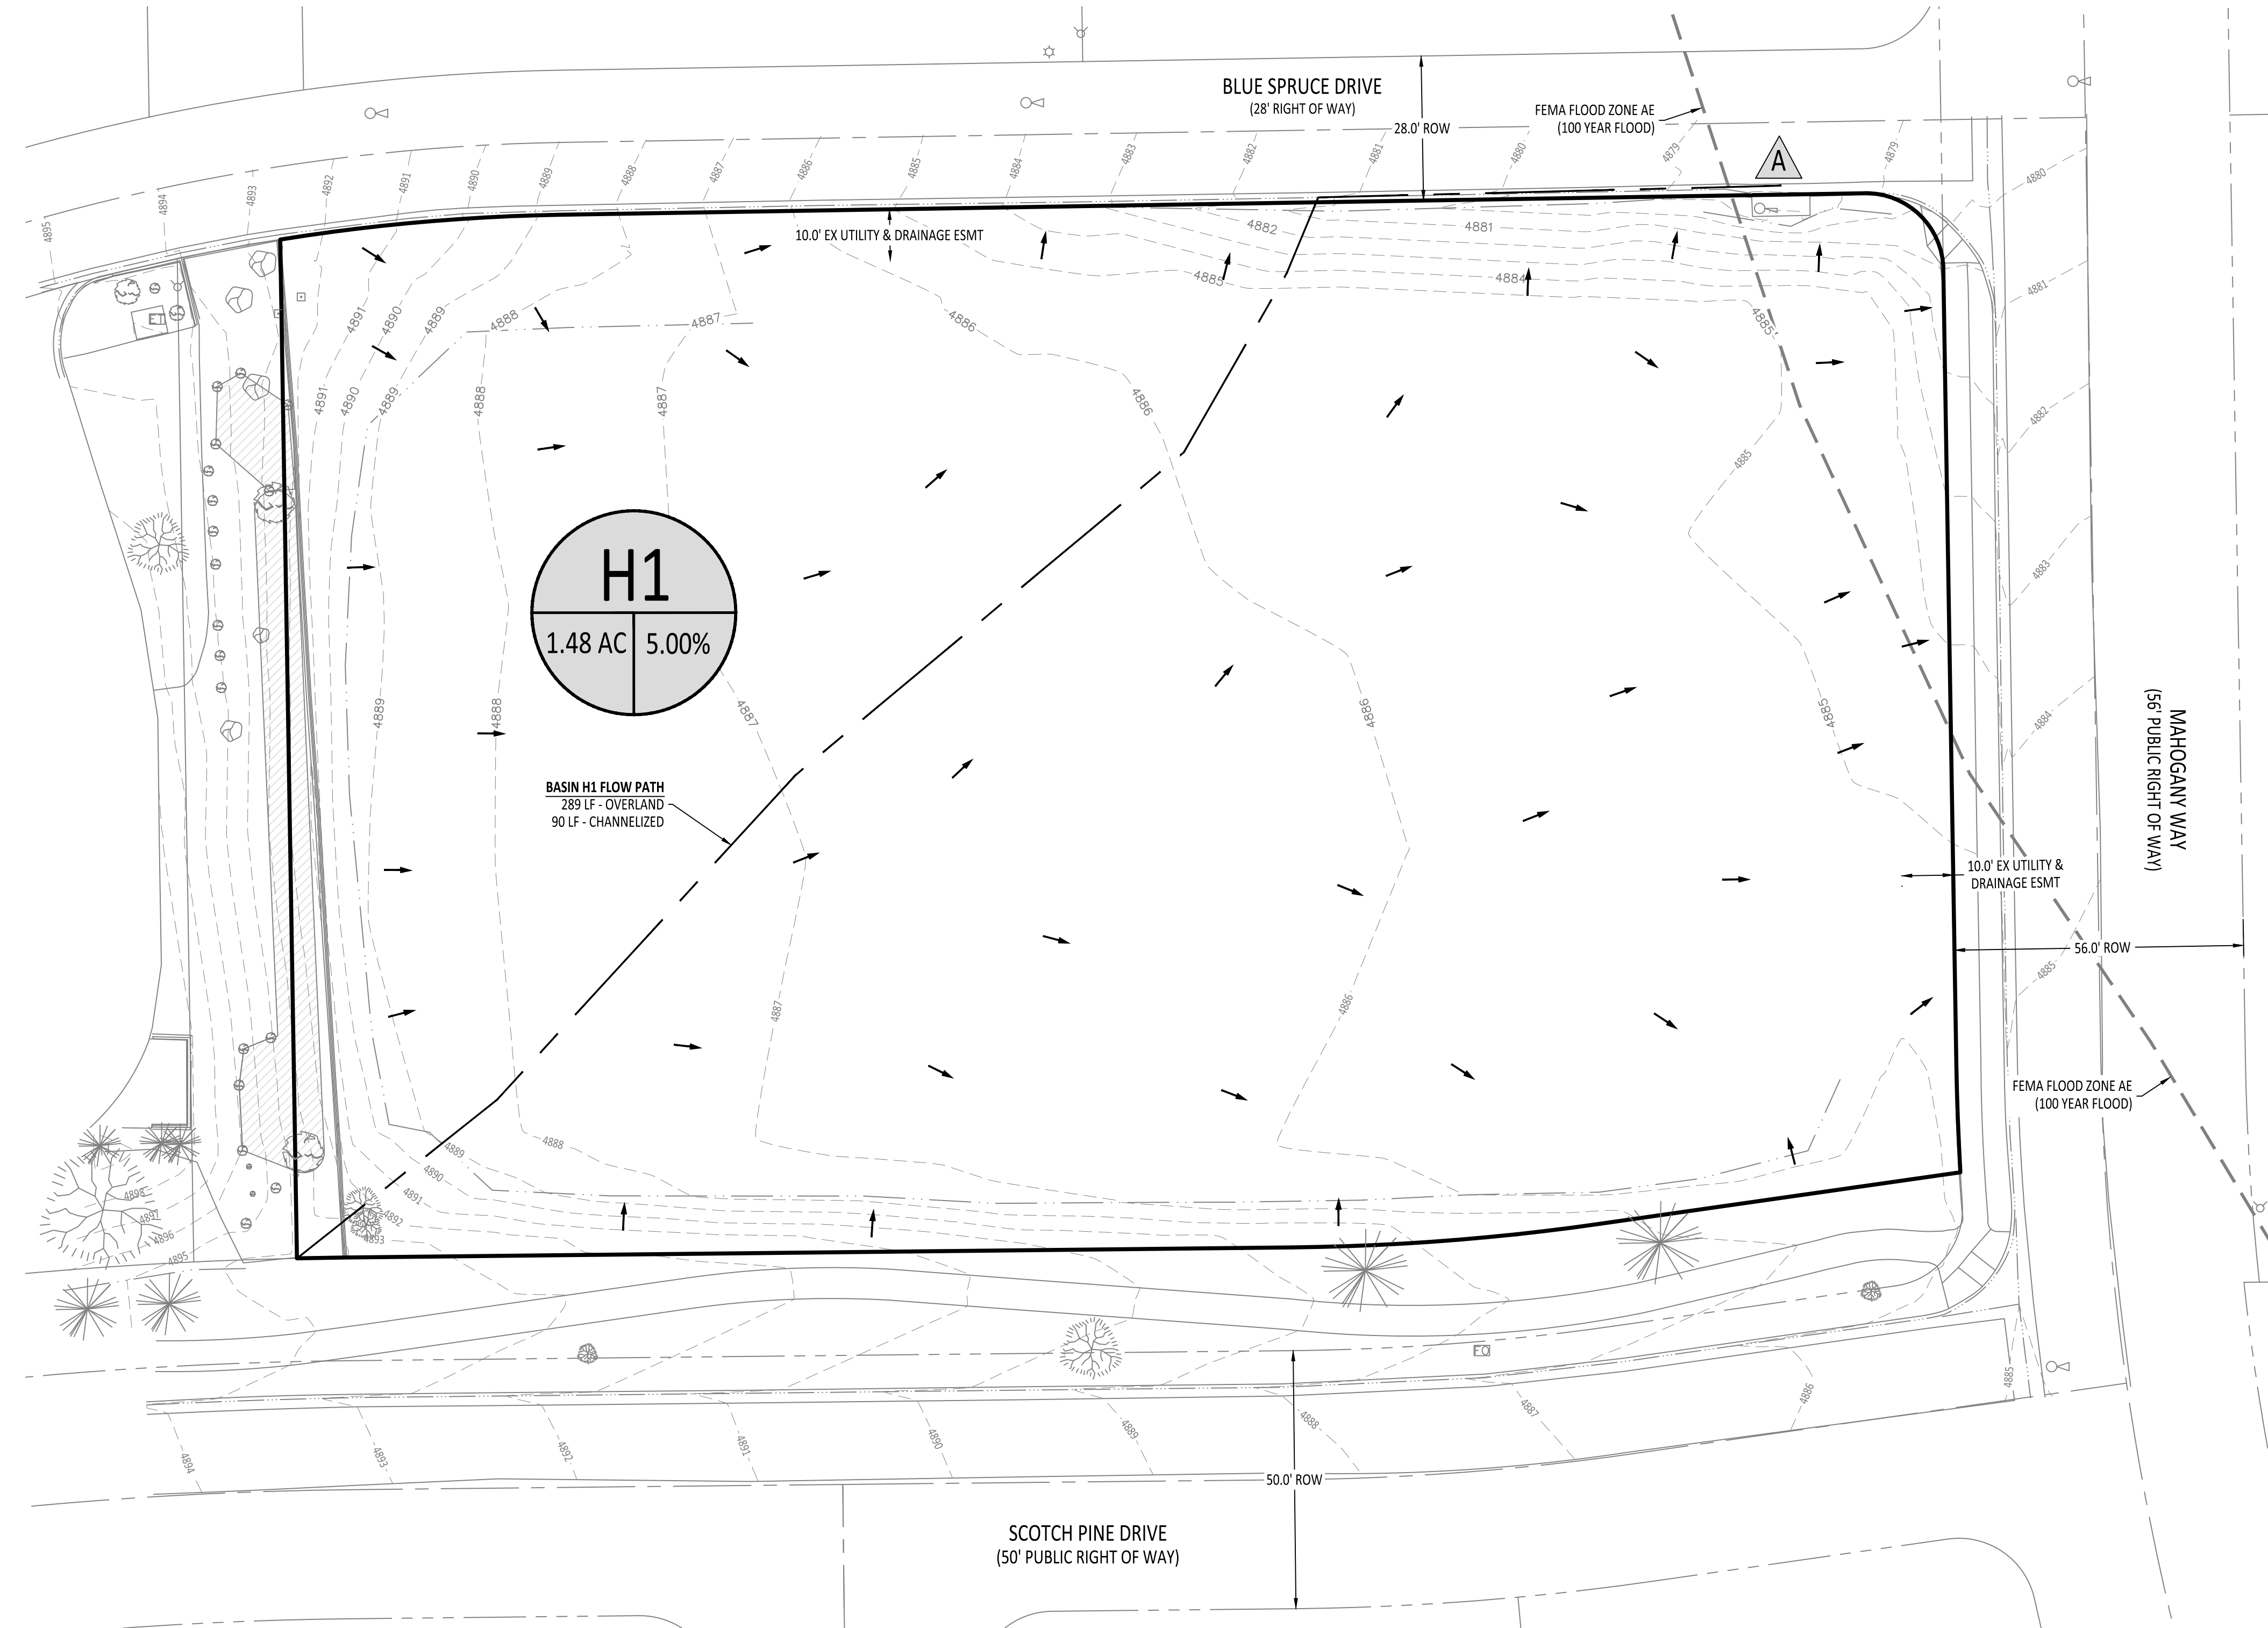 BLUE SPRUCE DRIVE
(28' RIGHT OF WAY)
28.0' ROW
FEMA FLOOD ZONE AE
(100 YEAR FLOOD)
A
4895
4894
4893
4892
4891
4890
4889
4888
4887
4886
4885
4884
4883
4882
4881
4880
4879
4879
4880
10.0' EX UTILITY & DRAINAGE ESMT
4882
4881
4885
4884
4881
ET
4891
4890
4889
4888
4887
4886
4885
4891
4890
4889
4888
4887
4886
4882
4885
H1
1.48 AC
5.00%
4883
4889
4888
4887
4886
4885
4884
MAHOGANY WAY
(56' PUBLIC RIGHT OF WAY)
BASIN H1 FLOW PATH
289 LF - OVERLAND
90 LF - CHANNELIZED
10.0' EX UTILITY &
DRAINAGE ESMT
56.0' ROW
4885
4887
4886
FEMA FLOOD ZONE AE
(100 YEAR FLOOD)
4889
4888
4890
4891
4892
4893
4898
4897
4896
4895
FO
4894
4893
4892
4891
4890
4889
4888
4887
4886
4885
50.0' ROW
SCOTCH PINE DRIVE
(50' PUBLIC RIGHT OF WAY)